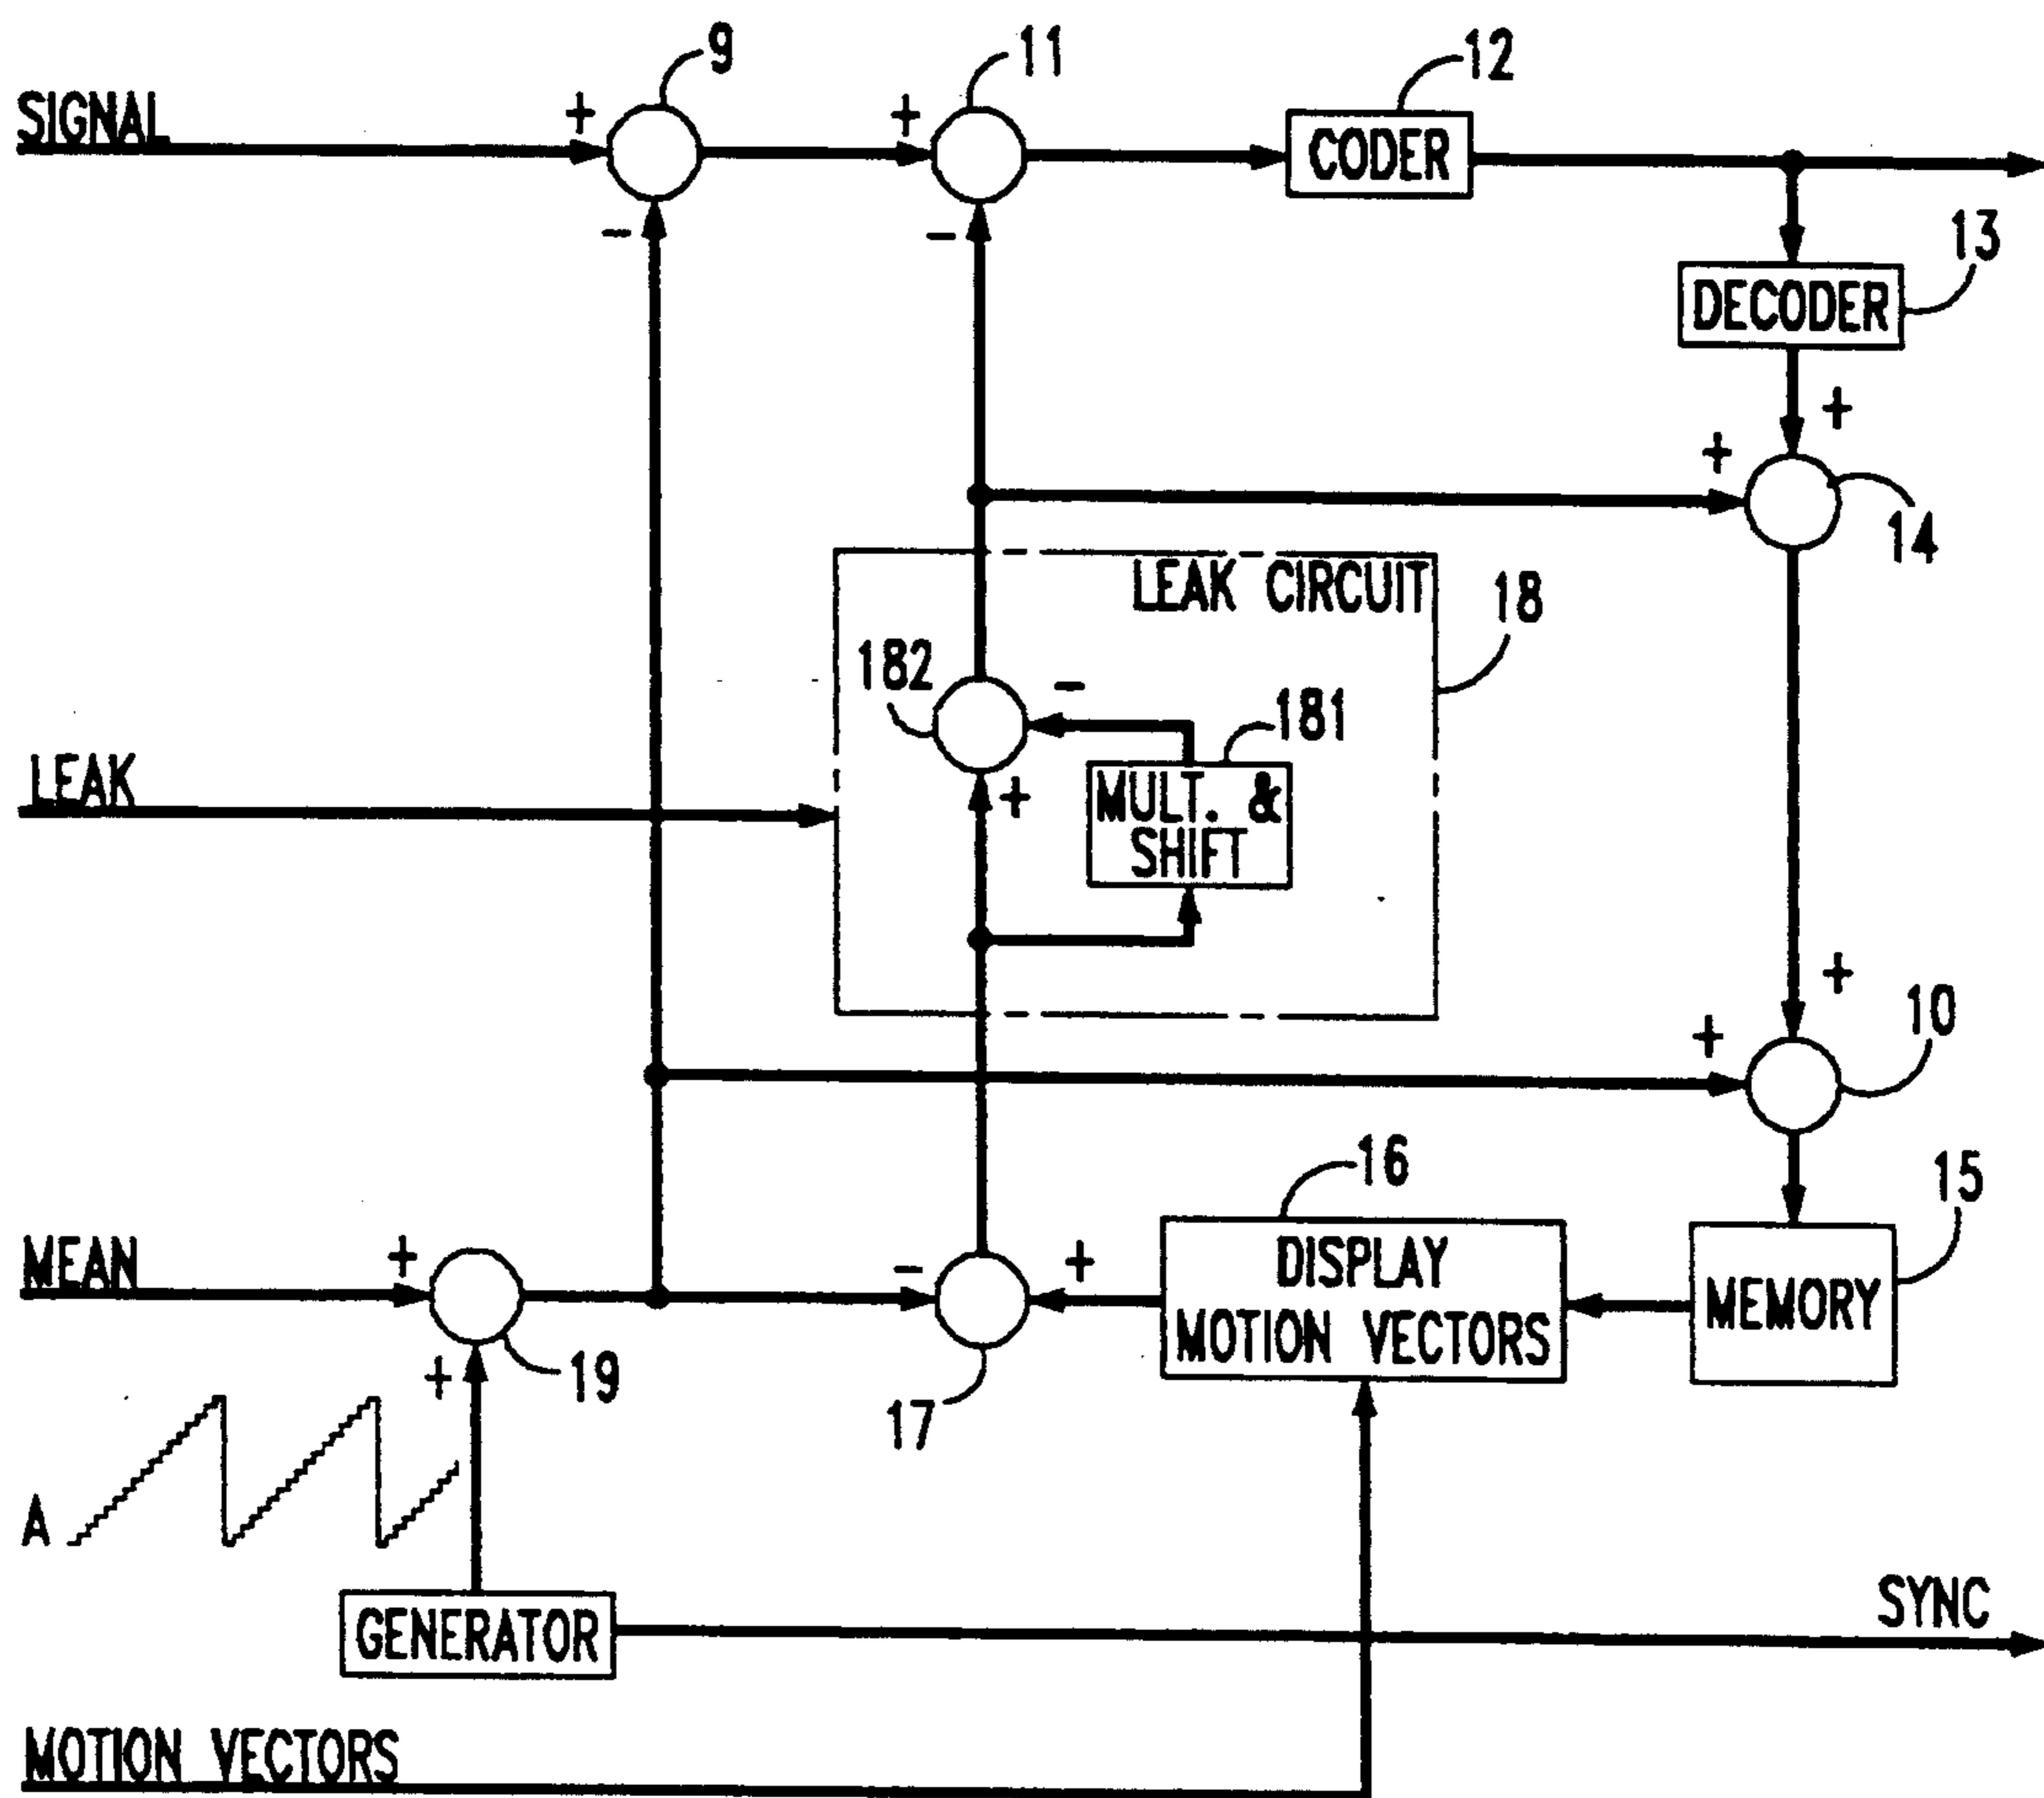 9
11
12
SIGNAL
+
+
CODER
-
-
13
DECODER
+
+
14
LEAK CIRCUIT
18
182
-
181
LEAK
+
MULT. &
SHIFT
+
10
+
16
15
MEAN
+
-
+
DISPLAY
MOTION VECTORS
MEMORY
+
19
17
A
GENERATOR
SYNC
MOTION VECTORS